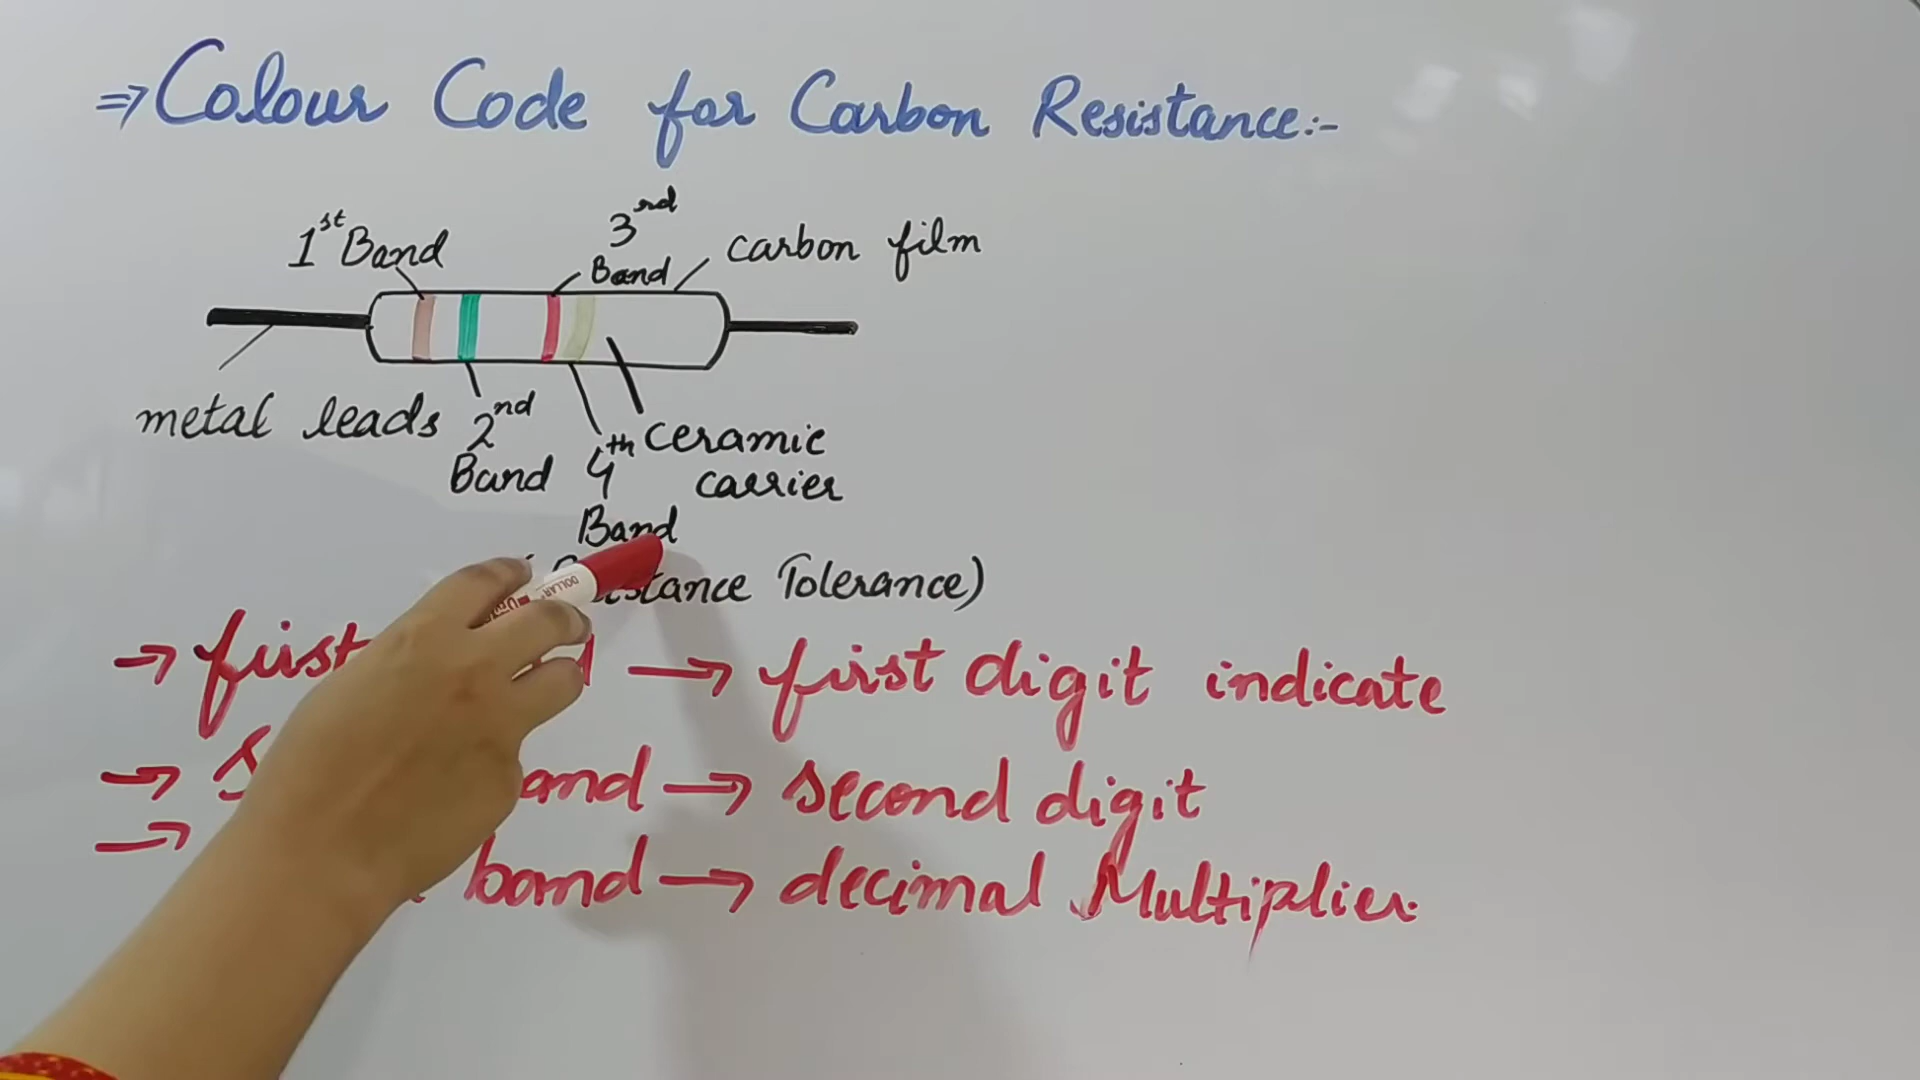 ⇒ Colour Code for Carbon Resistance:-
1st Band
3rd
Band
carbon film
metal leads
2nd
Band
4th
Band
ceramic
carrier
Tolerance)
DOLLAR
→ first → first digit indicate
→ → second digit
→ band → decimal Multiplier.